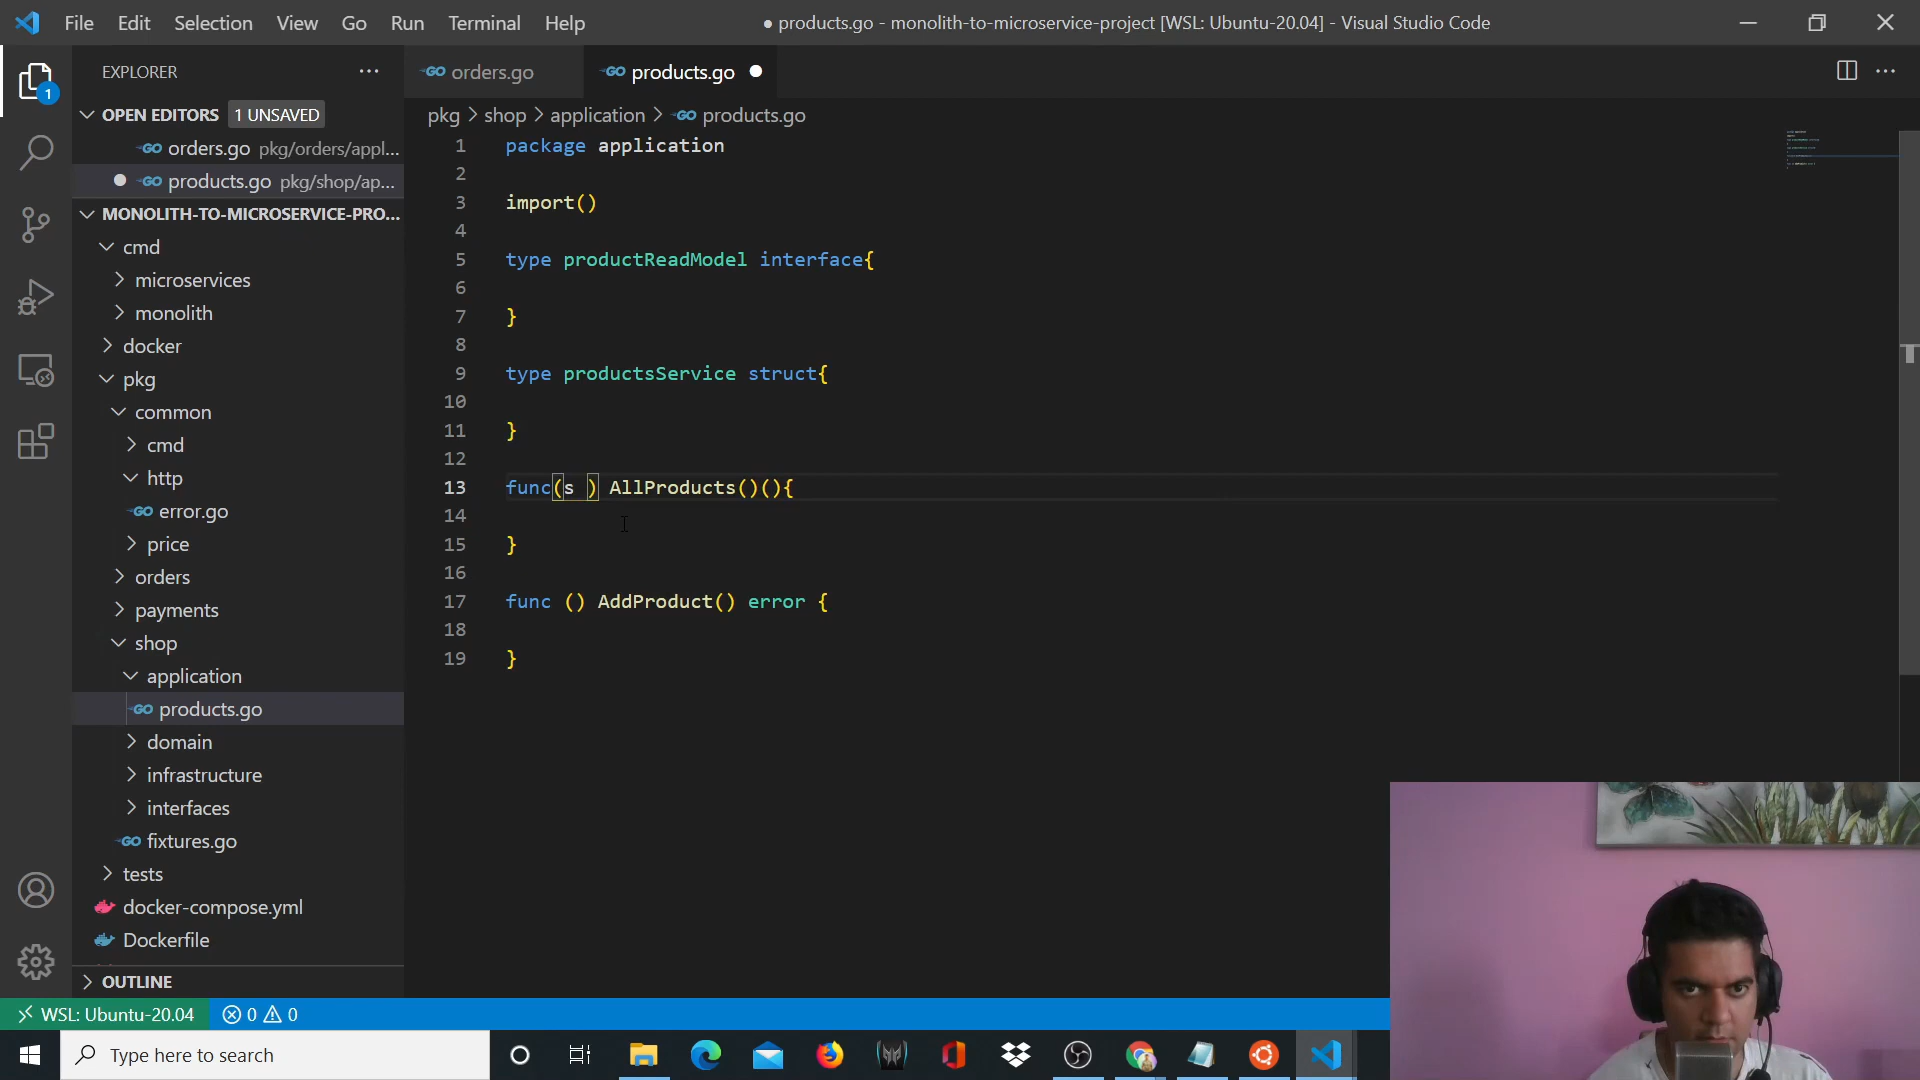 File Edit Selection View Go Run Terminal Help
● products.go - monolith-to-microservice-project [WSL: Ubuntu-20.04] - Visual Studio Code
EXPLORER
OPEN EDITORS 1 UNSAVED
orders.go pkg/orders/appl...
products.go pkg/shop/ap...
MONOLITH-TO-MICROSERVICE-PRO...
cmd
microservices
monolith
docker
pkg
common
cmd
http
error.go
price
orders
payments
shop
application
products.go
domain
infrastructure
interfaces
fixtures.go
tests
docker-compose.yml
Dockerfile
OUTLINE
1
orders.go products.go
pkg > shop > application > products.go
1 package application
2
3 import()
4
5 type productReadModel interface{
6
7 }
8
9 type productsService struct{
10
11 }
12
13 func(s ) AllProducts()(){
14
15 }
16
17 func () AddProduct() error {
18
19 }
WSL: Ubuntu-20.04 0 0
Type here to search